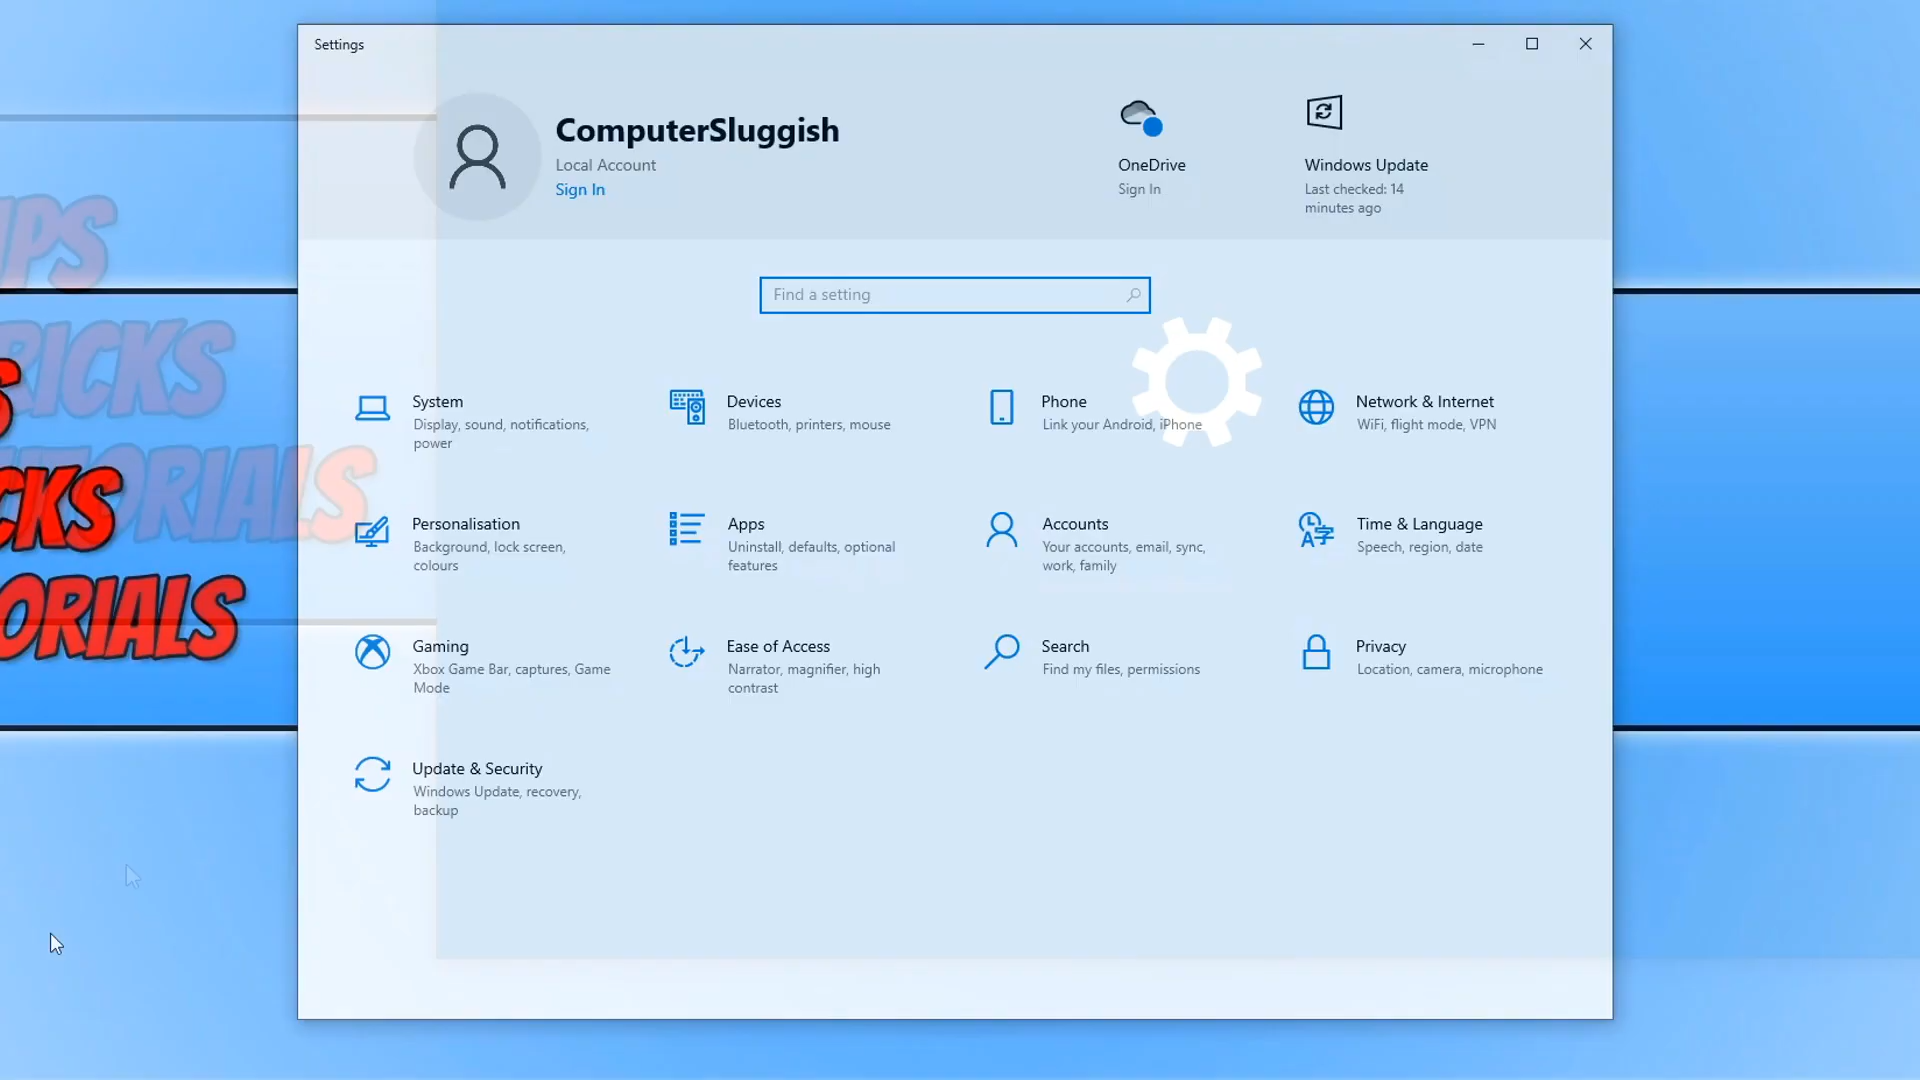 Settings
ComputerSluggish
Local Account
Sign In
OneDrive
Sign In
Windows Update
Last checked: 14
minutes ago
Find a setting
System
Display, sound, notifications,
power
Devices
Bluetooth, printers, mouse
Phone
Link your Android, iPhone
Network & Internet
WiFi, flight mode, VPN
Personalisation
Background, lock screen,
colours
Apps
Uninstall, defaults, optional
features
Accounts
Your accounts, email, sync,
work, family
Time & Language
Speech, region, date
Gaming
Xbox Game Bar, captures, Game
Mode
Ease of Access
Narrator, magnifier, high
contrast
Search
Find my files, permissions
Privacy
Location, camera, microphone
Update & Security
Windows Update, recovery,
backup